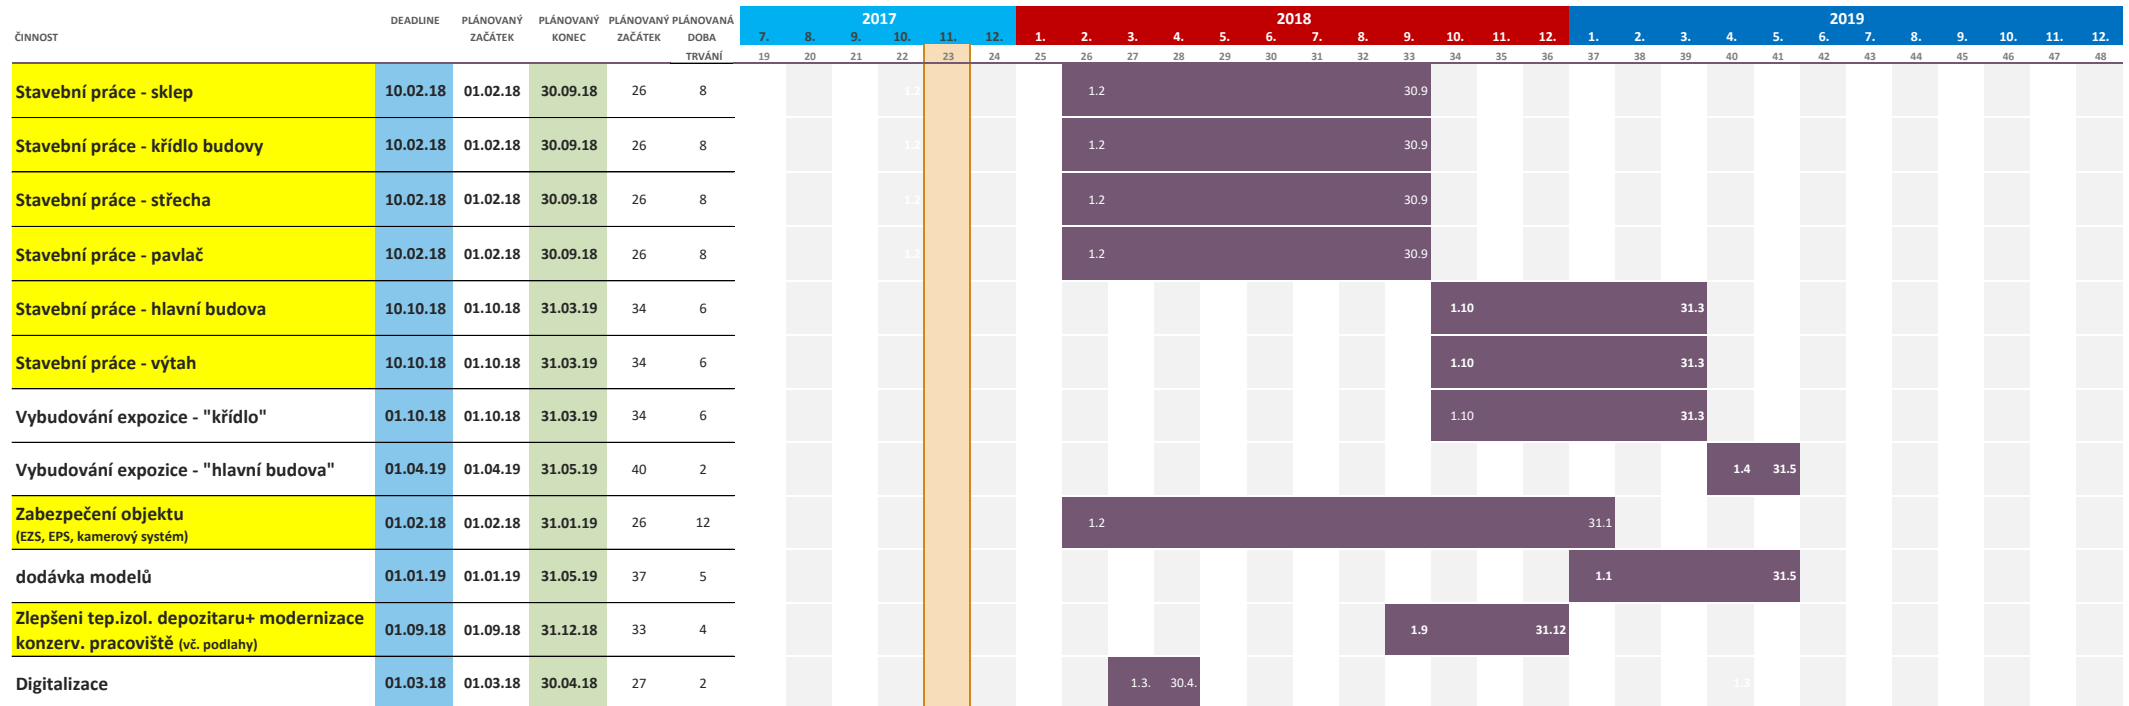 DEADLINE PLÁNOVANÝ PLÁNOVANÝ PLÁNOVANÝ PLÁNOVANÁ 2017 2018 2019
ČINNOST ZAČÁTEK KONEC ZAČÁTEK DOBA 7. 8. 9. 10. 11. 12. 1. 2. 3. 4. 5. 6. 7. 8. 9. 10. 11. 12. 1. 2. 3. 4. 5. 6. 7. 8. 9. 10. 11. 12.
TRVÁNÍ 19 20 21 22 23 24 25 26 27 28 29 30 31 32 33 34 35 36 37 38 39 40 41 42 43 44 45 46 47 48
Stavební práce - sklep 10.02.18 01.02.18 30.09.18 26 8 1.2 1.2 30.9
Stavební práce - křídlo budovy 10.02.18 01.02.18 30.09.18 26 8 1.2 1.2 30.9
Stavební práce - střecha 10.02.18 01.02.18 30.09.18 26 8 1.2 1.2 30.9
Stavební práce - pavlač 10.02.18 01.02.18 30.09.18 26 8 1.2 1.2 30.9
Stavební práce - hlavní budova 10.10.18 01.10.18 31.03.19 34 6 1.10 31.3
Stavební práce - výtah 10.10.18 01.10.18 31.03.19 34 6 1.10 31.3
Vybudování expozice - "křídlo" 01.10.18 01.10.18 31.03.19 34 6 1.10 31.3
Vybudování expozice - "hlavní budova" 01.04.19 01.04.19 31.05.19 40 2 1.4 31.5
Zabezpečení objektu
(EZS, EPS, kamerový systém) 01.02.18 01.02.18 31.01.19 26 12 1.2 31.1
dodávka modelů 01.01.19 01.01.19 31.05.19 37 5 1.1 31.5
Zlepšeni tep.izol. depozitaru+ modernizace
konzerv. pracoviště (vč. podlahy) 01.09.18 01.09.18 31.12.18 33 4 1.9 31.12
Digitalizace 01.03.18 01.03.18 30.04.18 27 2 1.3. 30.4. 1.3